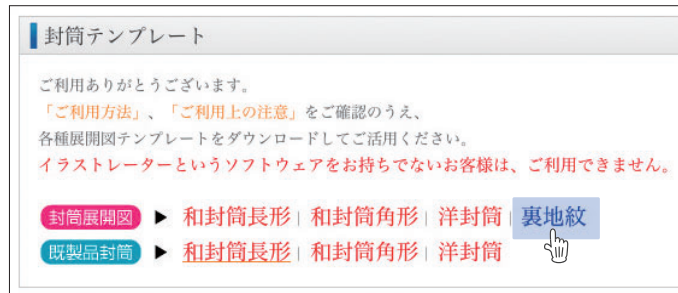 封筒テンプレート
ご利用ありがとうございます。
「ご利用方法」、「ご利用上の注意」をご確認のうえ、
各種展開図テンプレートをダウンロードしてご活用ください。
イラストレーターというソフトウェアをお持ちでないお客様は、ご利用できません。
封筒展開図 ▶ 和封筒長形 | 和封筒角形 | 洋封筒 | 裏地紋
既製品封筒 ▶ 和封筒長形 | 和封筒角形 | 洋封筒